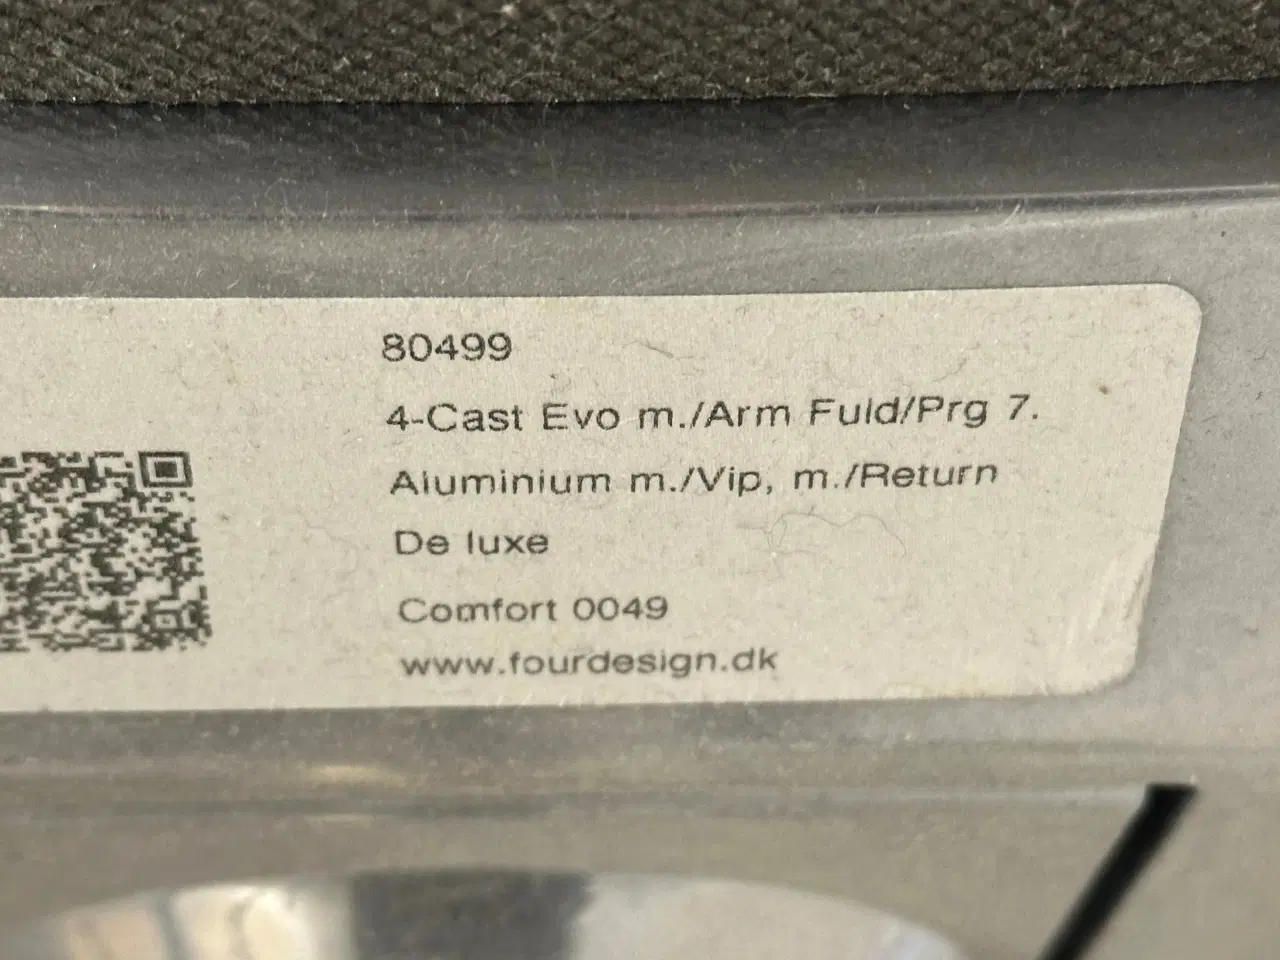 80499
4-Cast Evo m./Arm Fuld/Prg 7.
Aluminium m./Vip, m./Return
De luxe
Comfort 0049
www.fourdesign.dk